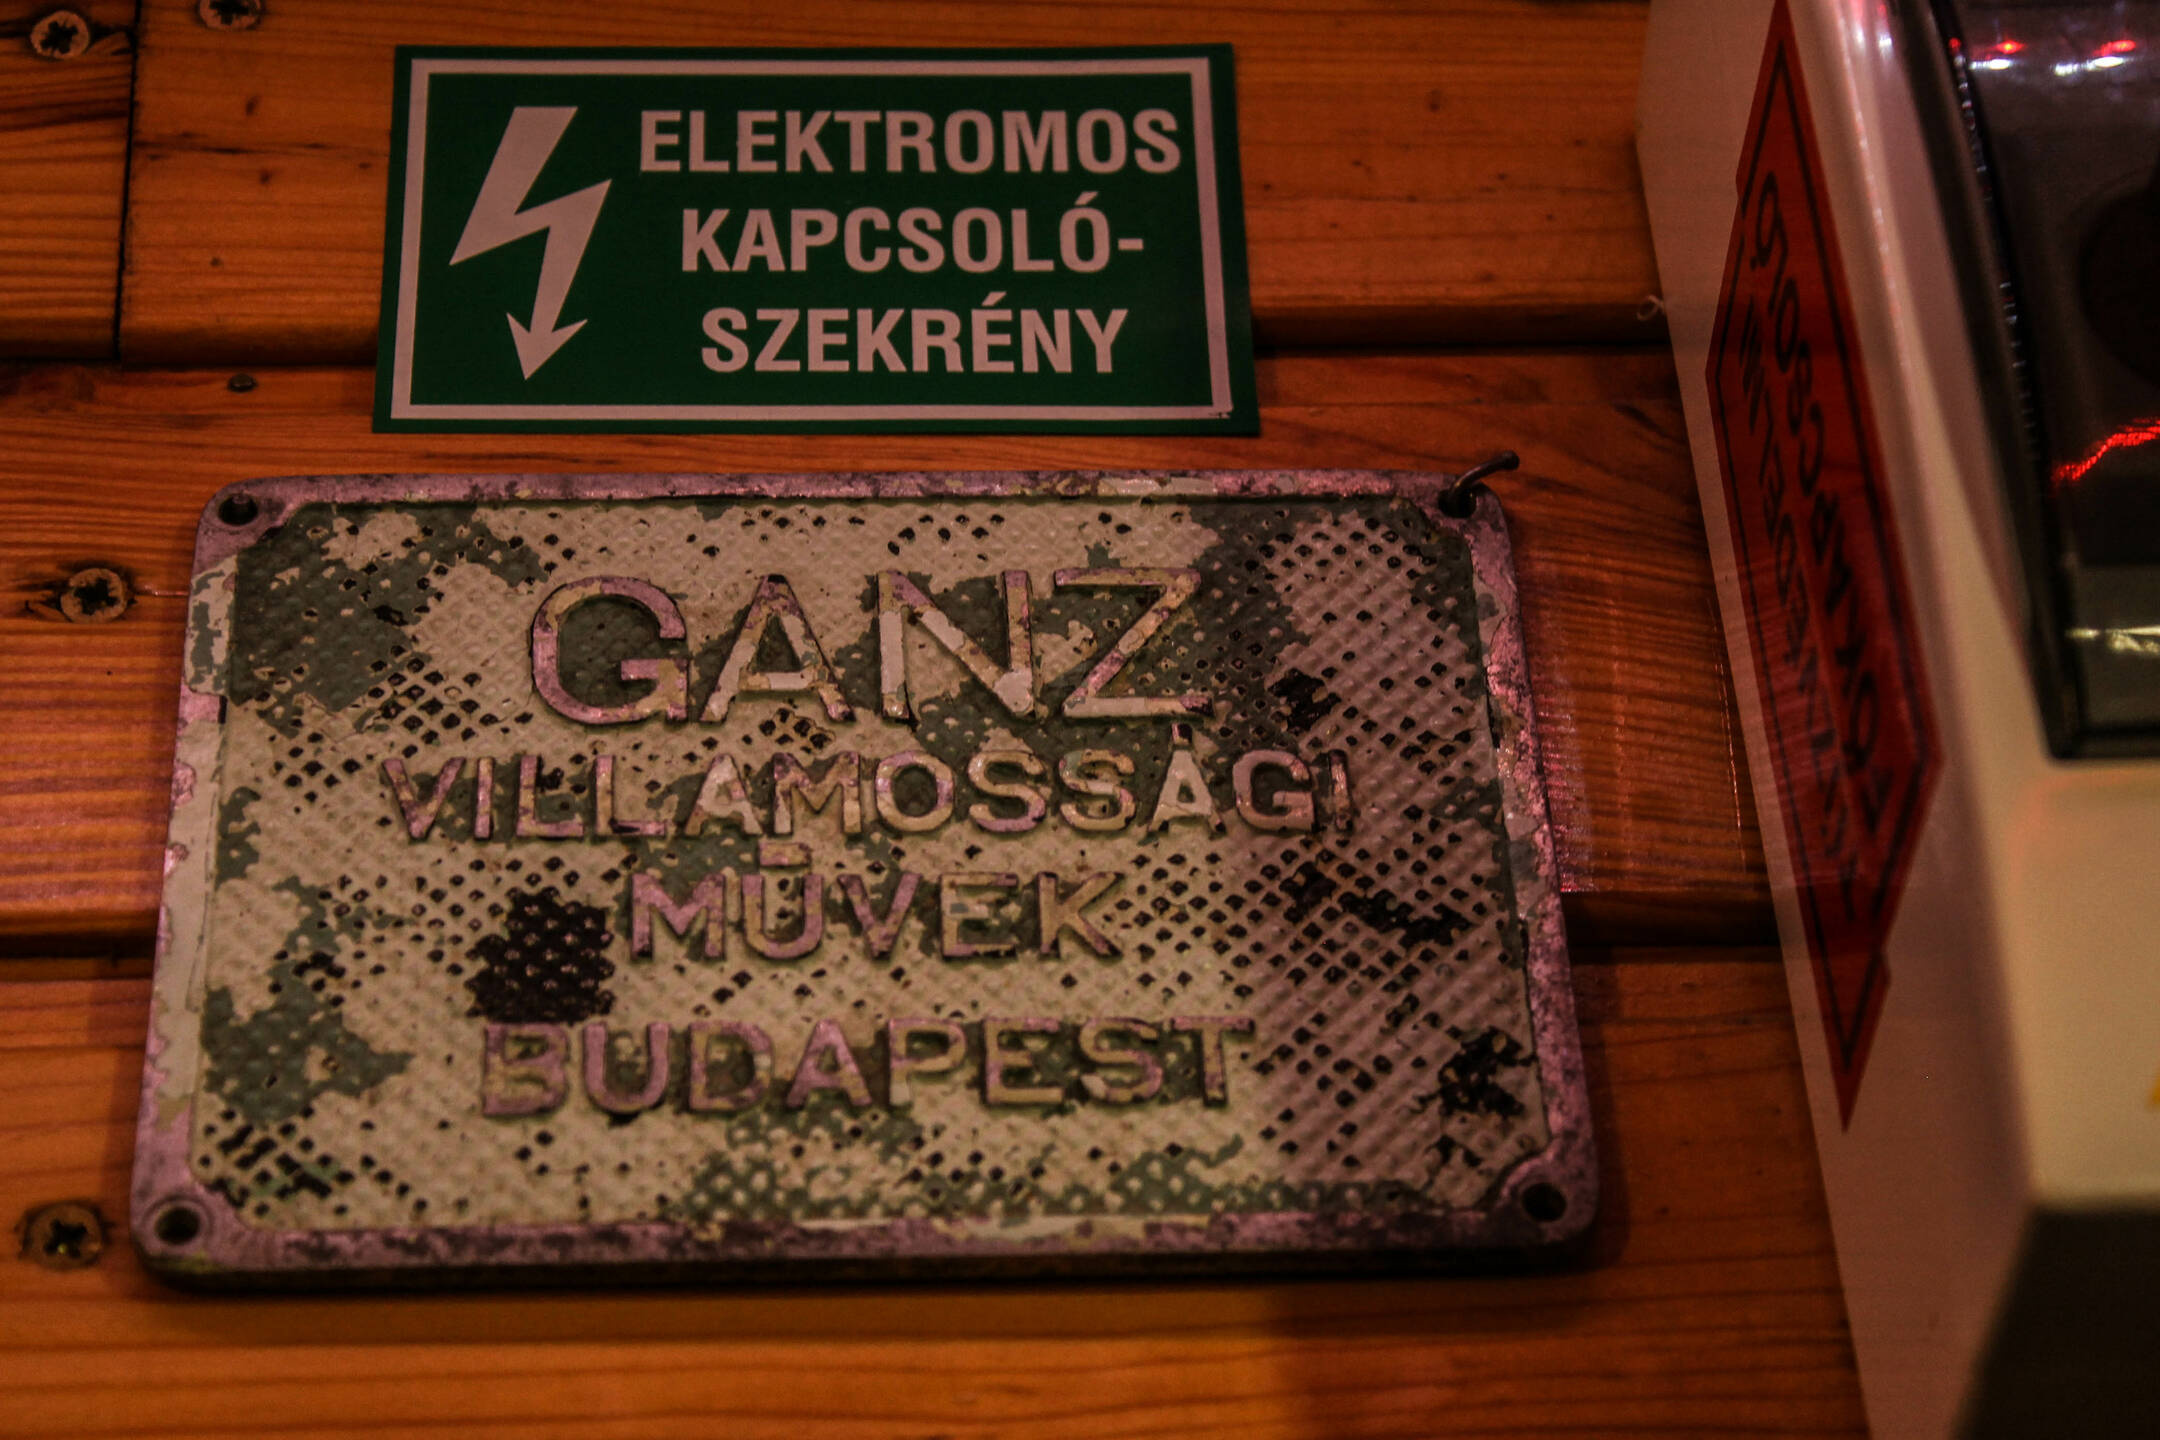 ELEKTROMOS
KAPCSOLÓ-
SZEKRÉNY
GANZ
VILLAMOSSÁGI
MŰVEK
BUDAPEST